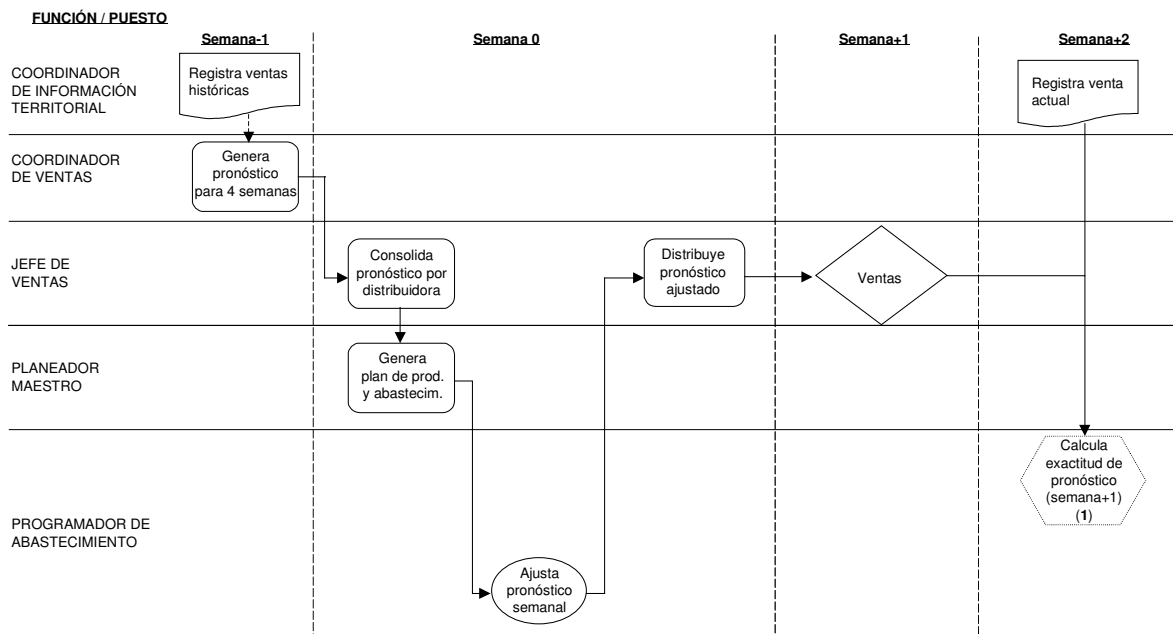 FUNCIÓN / PUESTO
Semana-1
Semana 0
Semana+1
Semana+2
COORDINADOR
DE INFORMACIÓN
TERRITORIAL
Registra ventas
históricas
Registra venta
actual
COORDINADOR
DE VENTAS
Genera
pronóstico
para 4 semanas
JEFE DE
VENTAS
Consolida
pronóstico por
distribuidora
Distribuye
pronóstico
ajustado
Ventas
PLANEADOR
MAESTRO
Genera
plan de prod.
y abastecim.
PROGRAMADOR DE
ABASTECIMIENTO
Ajusta
pronóstico
semanal
Calcula
exactitud de
pronóstico
(semana+1)
(1)